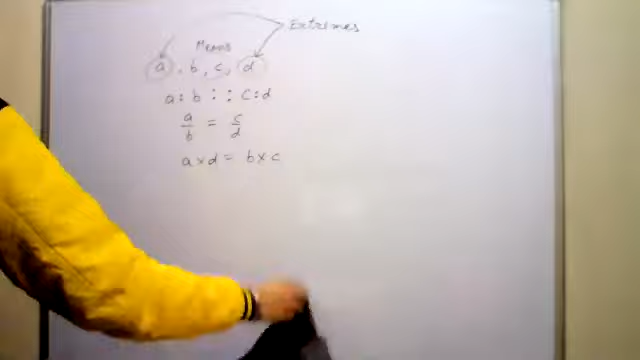 Extremes
Means
a, b, c, d
a : b : : c : d
a/b = c/d
a × d = b × c